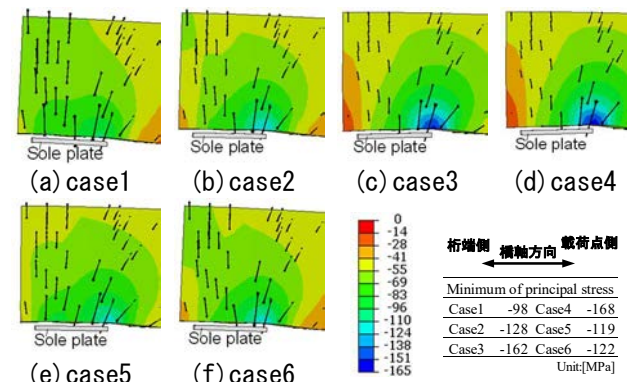 Sole plate
Sole plate
Sole plate
Sole plate
(a) case1
(b) case2
(c) case3
(d) case4
Sole plate
Sole plate
(e) case5
(f) case6
0
-14
-28
-41
-55
-69
-83
-96
-110
-124
-138
-151
-165
桁端側 橋軸方向 載荷点側
Minimum of principal stress
Case1 -98 Case4 -168
Case2 -128 Case5 -119
Case3 -162 Case6 -122
Unit:[MPa]